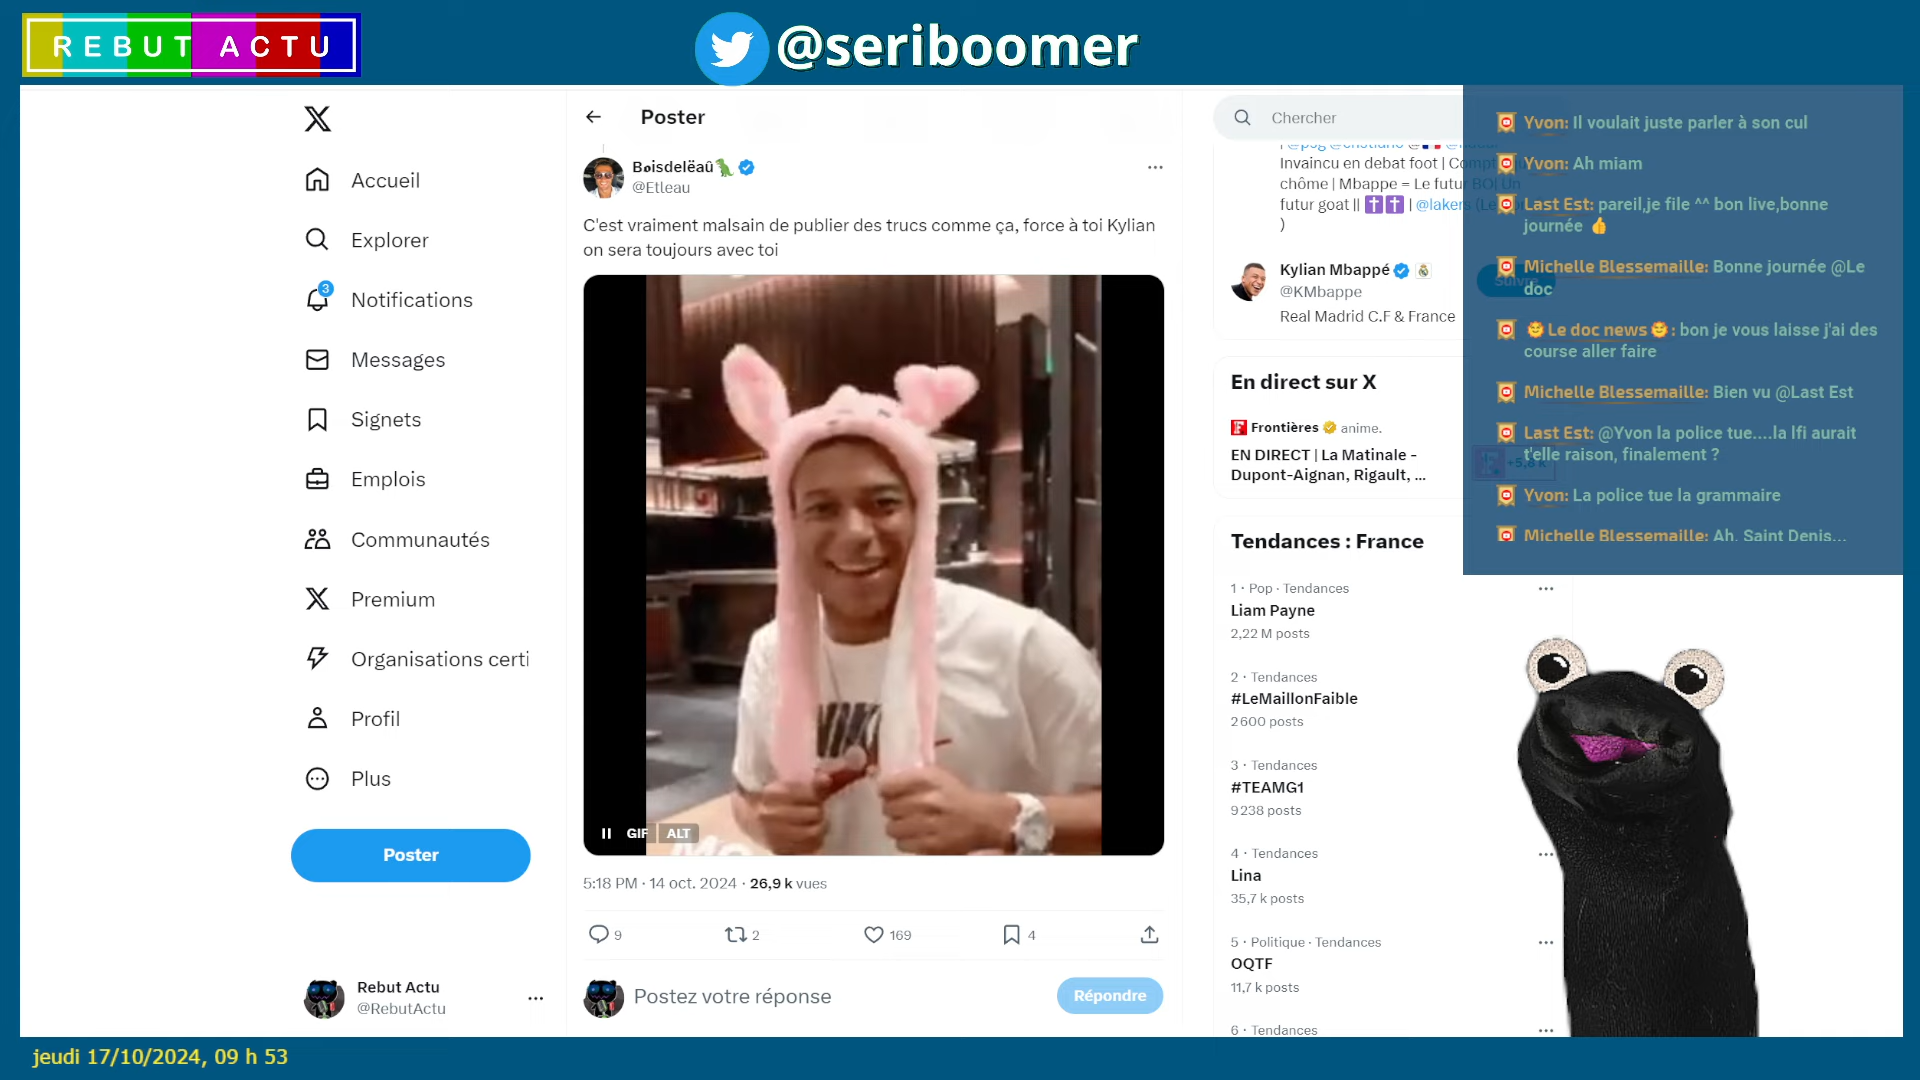 REBUT ACTU
@seriboomer
Poster
Chercher
Bøisdelëaû
@Etleau
C'est vraiment malsain de publier des trucs comme ça, force à toi Kylian
on sera toujours avec toi
GIF
ALT
5:18 PM · 14 oct. 2024 · 26,9 k vues
9
2
169
4
Postez votre réponse
Répondre
Accueil
Explorer
3
Notifications
Messages
Signets
Emplois
Communautés
Premium
Organisations certi
Profil
Plus
Poster
Rebut Actu
@RebutActu
Invaincu en debat foot |
chôme | Mbappe = Le futur BO| Un
futur goat || ✝✝ | @lakers
)
Kylian Mbappé
@KMbappe
Real Madrid C.F & France
En direct sur X
Frontières anime.
EN DIRECT | La Matinale -
Dupont-Aignan, Rigault, ...
Tendances : France
1 · Pop · Tendances
Liam Payne
2,22 M posts
2 · Tendances
#LeMaillonFaible
2 600 posts
3 · Tendances
#TEAMG1
9 238 posts
4 · Tendances
Lina
35,7 k posts
5 · Politique · Tendances
OQTF
11,7 k posts
6 · Tendances
Yvon: Il voulait juste parler à son cul
Yvon: Ah miam
Last Est: pareil,je file ^^ bon live,bonne
journée 👍
Michelle Blessemaille: Bonne journée @Le
doc
Le doc news: bon je vous laisse j'ai des
course aller faire
Michelle Blessemaille: Bien vu @Last Est
Last Est: @Yvon la police tue....la lfi aurait
t'elle raison, finalement ?
Yvon: La police tue la grammaire
Michelle Blessemaille: Ah, Saint Denis...
jeudi 17/10/2024, 09 h 53